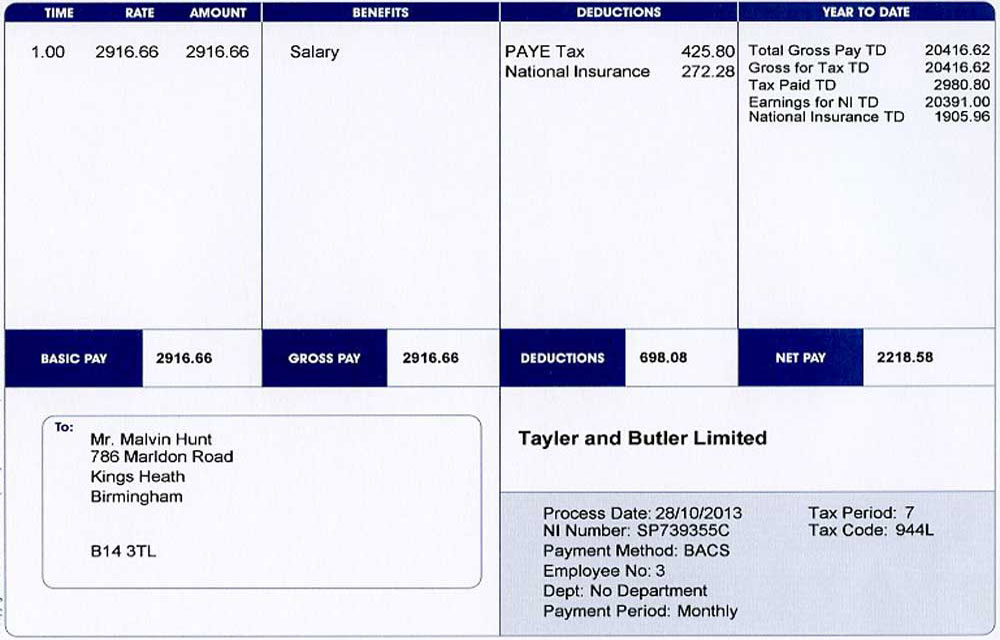 TIME RATE AMOUNT BENEFITS DEDUCTIONS YEAR TO DATE
1.00 2916.66 2916.66 Salary
PAYE Tax 425.80
National Insurance 272.28
Total Gross Pay TD 20416.62
Gross for Tax TD 20416.62
Tax Paid TD 2980.80
Earnings for NI TD 20391.00
National Insurance TD 1905.96
BASIC PAY 2916.66 GROSS PAY 2916.66 DEDUCTIONS 698.08 NET PAY 2218.58
To:
Mr. Malvin Hunt
786 Marldon Road
Kings Heath
Birmingham
B14 3TL
Tayler and Butler Limited
Process Date: 28/10/2013 Tax Period: 7
NI Number: SP739355C Tax Code: 944L
Payment Method: BACS
Employee No: 3
Dept: No Department
Payment Period: Monthly